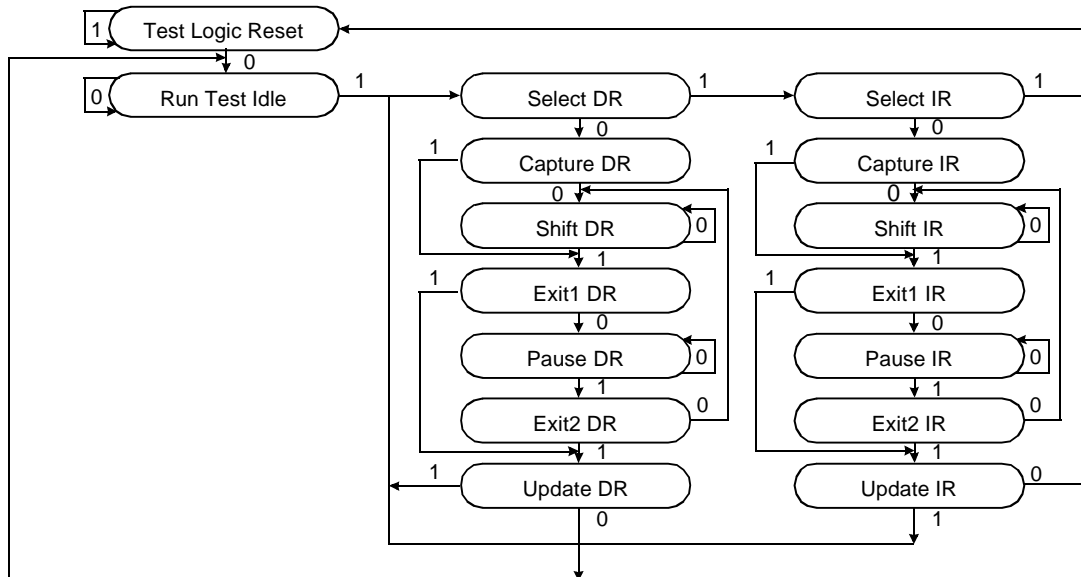 1 Test Logic Reset
0
0 Run Test Idle 1
Select DR 1
Select IR 1
0 0
1 Capture DR
1 Capture IR
0 0
Shift DR 0
Shift IR 0
1 1
1 Exit1 DR
1 Exit1 IR
0 0
Pause DR 0
Pause IR 0
1 1
Exit2 DR 0
Exit2 IR 0
1 1
1 Update DR
Update IR 0
0 1